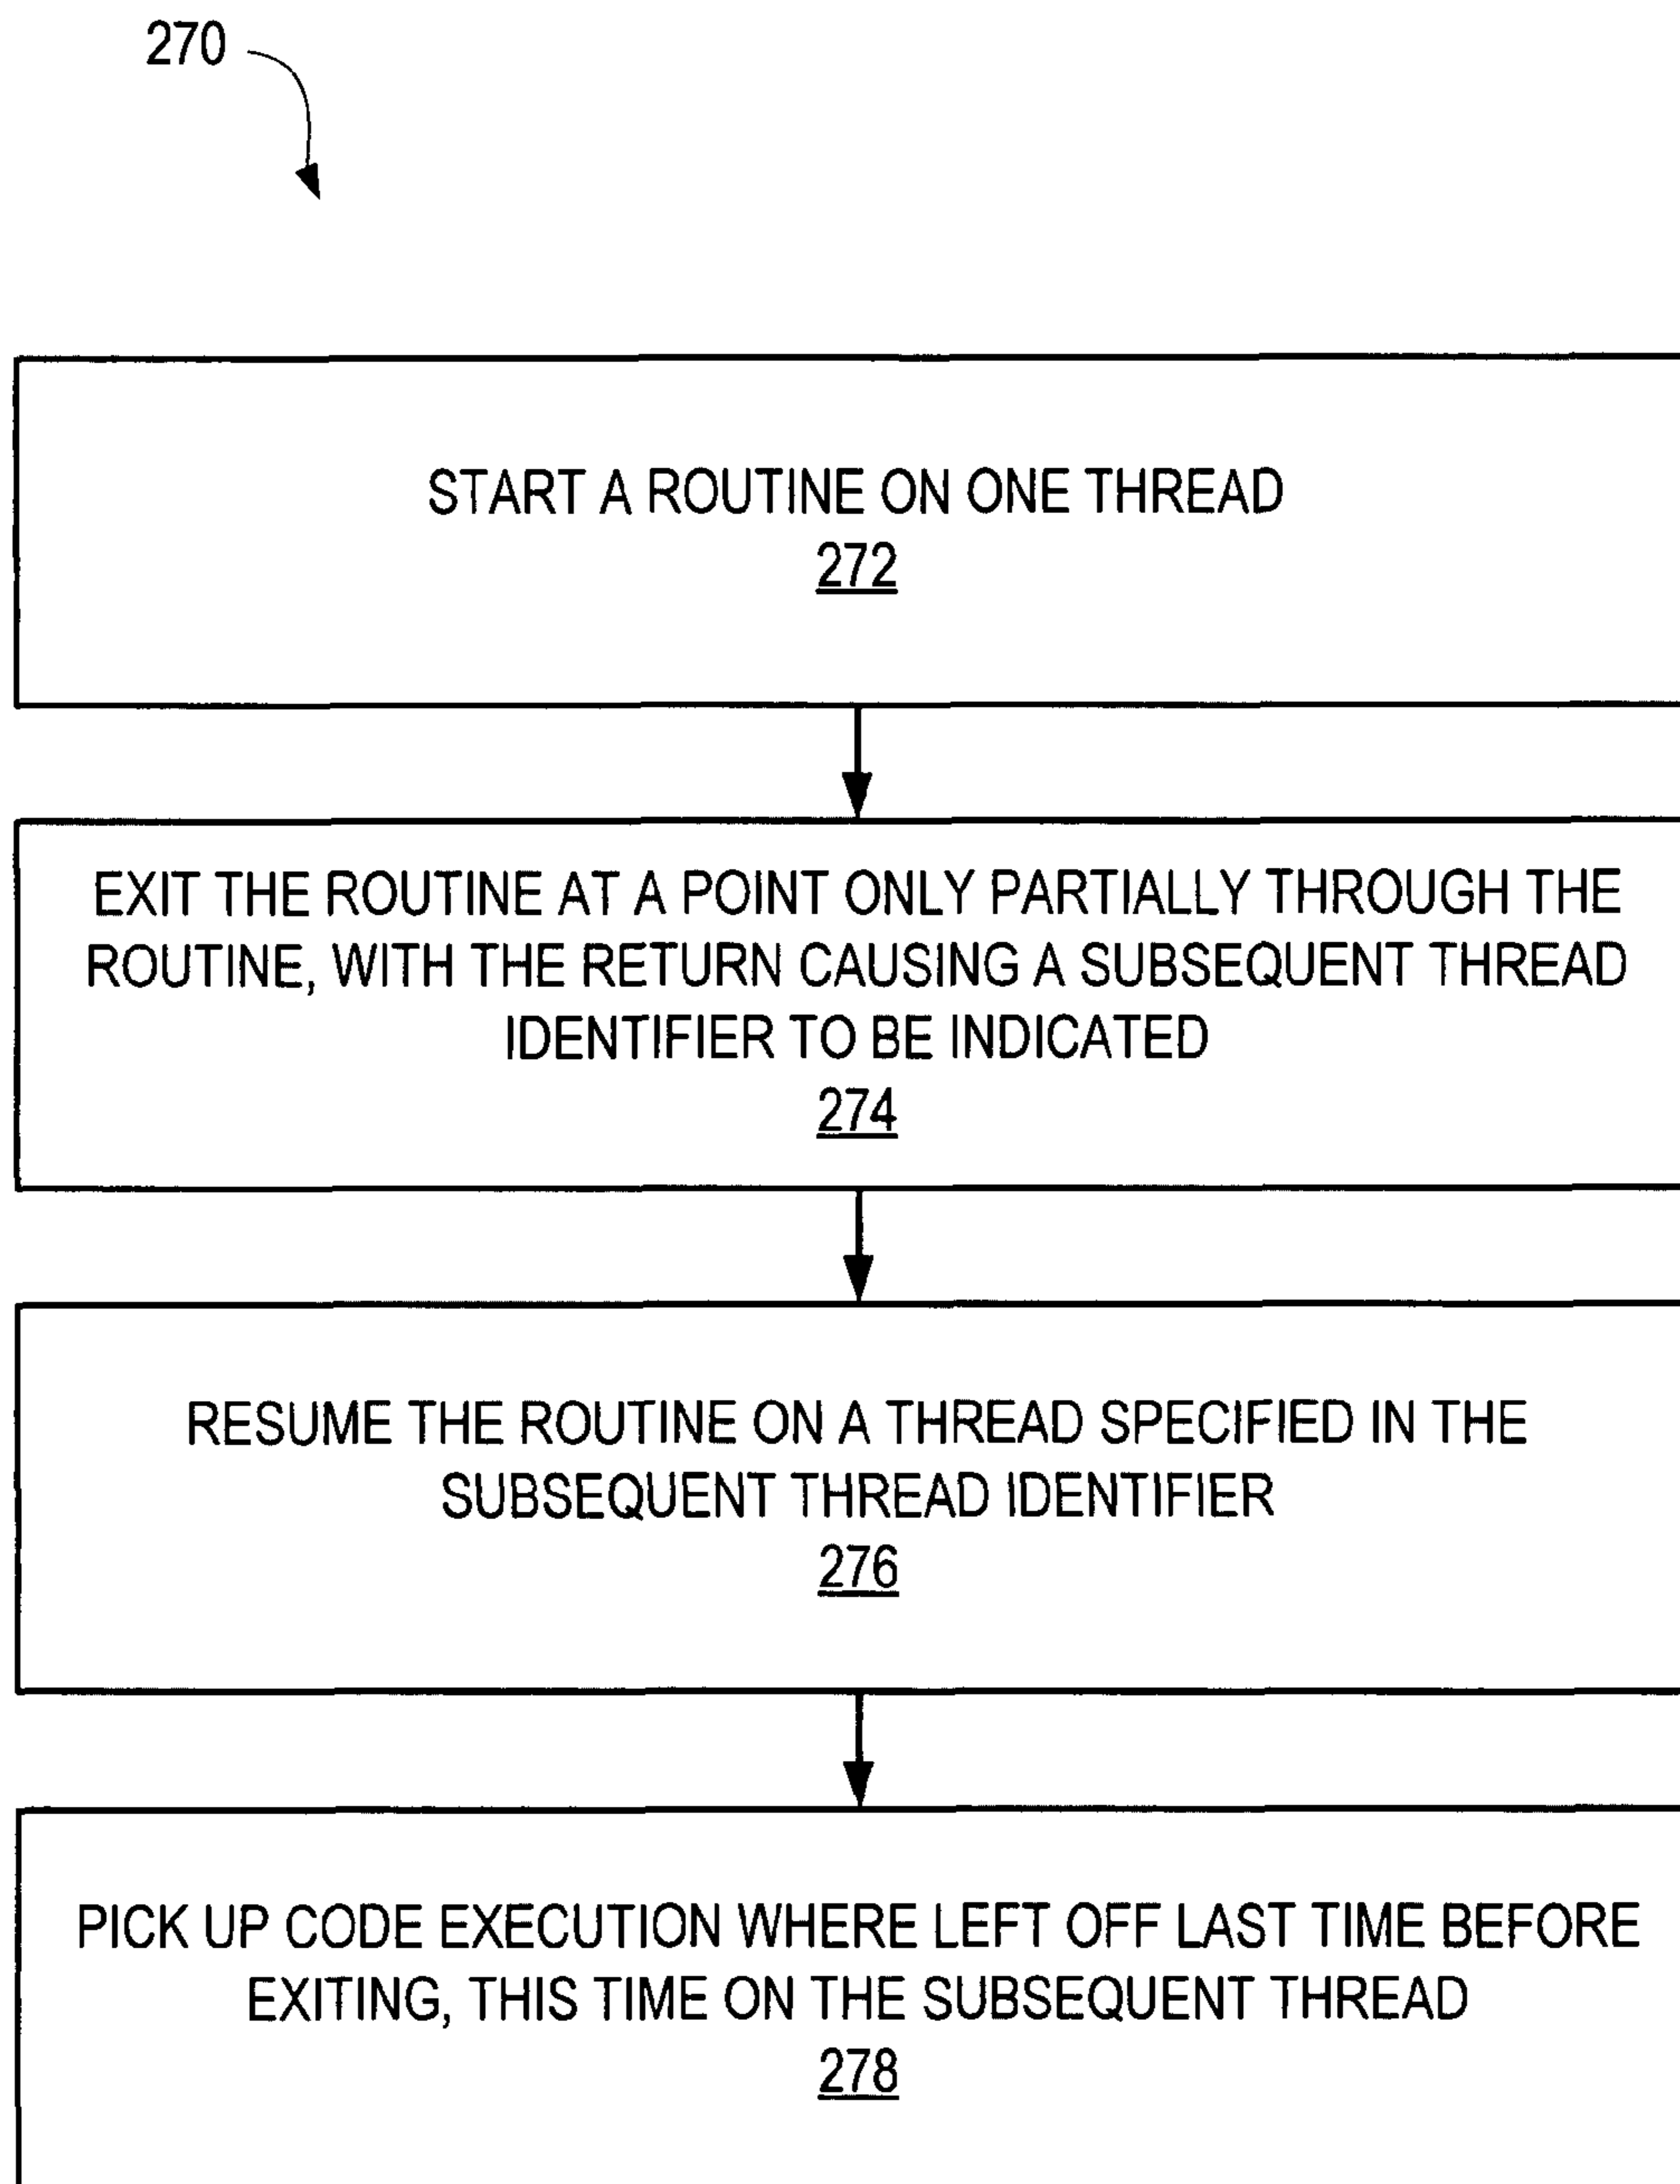 270
START A ROUTINE ON ONE THREAD
272
EXIT THE ROUTINE AT A POINT ONLY PARTIALLY THROUGH THE
ROUTINE, WITH THE RETURN CAUSING A SUBSEQUENT THREAD
IDENTIFIER TO BE INDICATED
274
RESUME THE ROUTINE ON A THREAD SPECIFIED IN THE
SUBSEQUENT THREAD IDENTIFIER
276
PICK UP CODE EXECUTION WHERE LEFT OFF LAST TIME BEFORE
EXITING, THIS TIME ON THE SUBSEQUENT THREAD
278